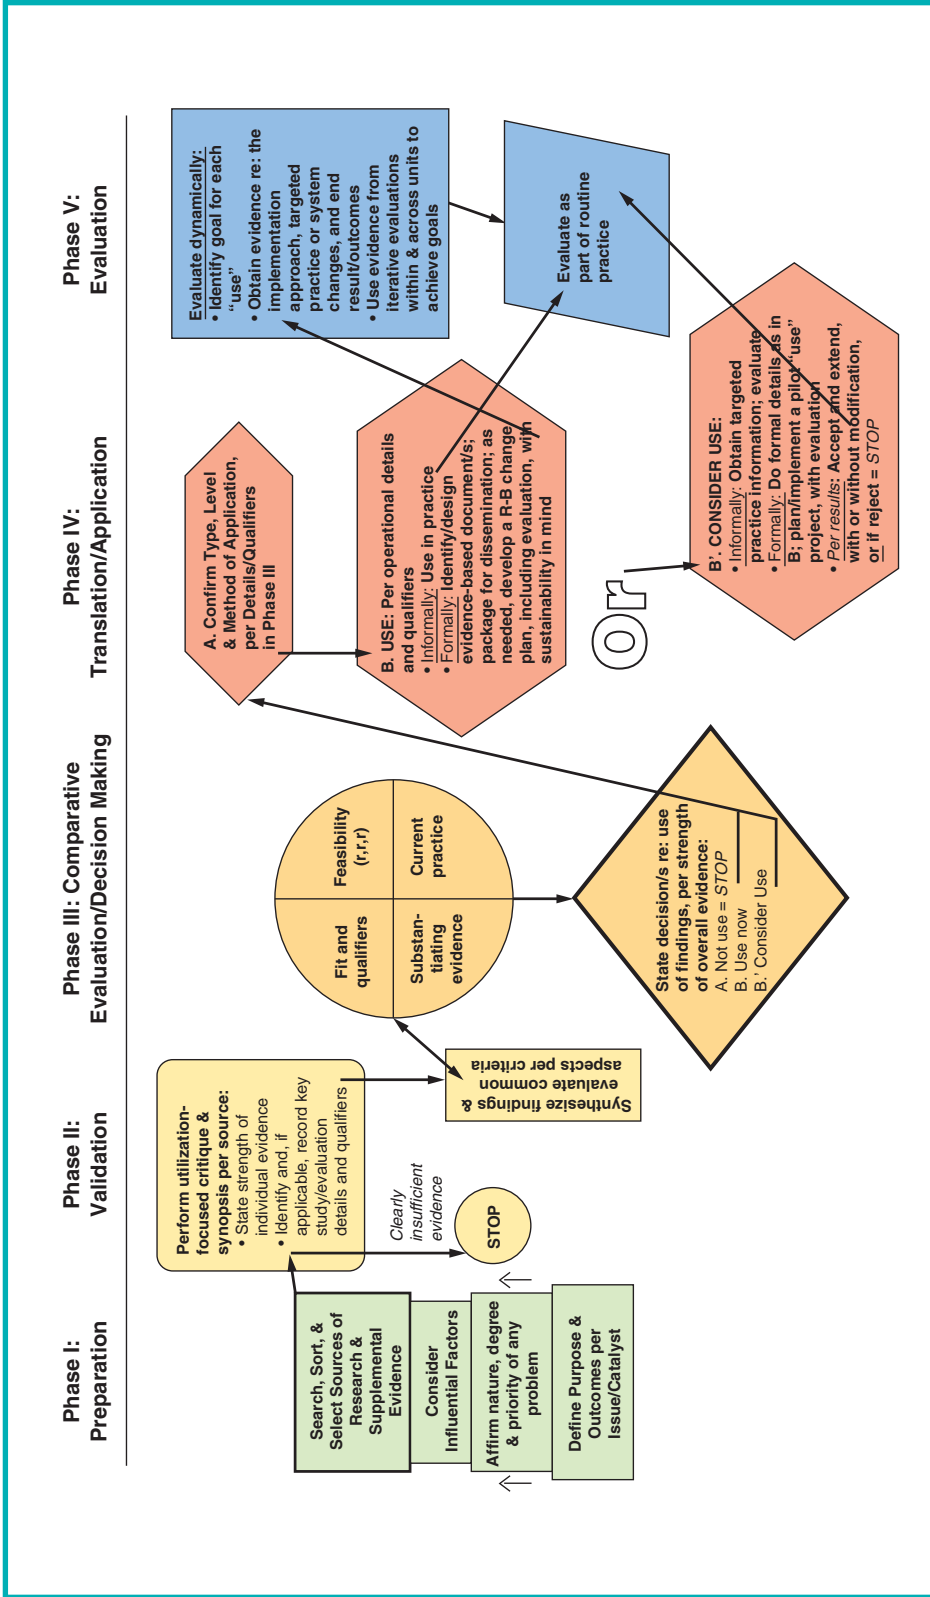 Phase I:
Preparation
Phase II:
Validation
Phase III: Comparative
Evaluation/Decision Making
Phase IV:
Translation/Application
Phase V:
Evaluation
Search, Sort, &
Select Sources of
Research &
Supplemental
Evidence
Consider
Influential Factors
Affirm nature, degree
& priority of any
problem
Define Purpose &
Outcomes per
Issue/Catalyst
Perform utilization-
focused critique &
synopsis per source:
• State strength of
individual evidence
• Identify and, if
applicable, record key
study/evaluation
details and qualifiers
Clearly
insufficient
evidence
STOP
Synthesize findings &
evaluate common
aspects per criteria
Fit and
qualifiers
Feasibility
(r,r,r)
Substan-
tiating
evidence
Current
practice
State decision/s re: use
of findings, per strength
of overall evidence:
A. Not use = STOP
B. Use now
B.' Consider Use
A. Confirm Type, Level
& Method of Application,
per Details/Qualifiers
in Phase III
B. USE: Per operational details
and qualifiers
• Informally: Use in practice
• Formally: Identify/design
evidence-based document/s;
package for dissemination; as
needed, develop a R-B change
plan, including evaluation, with
sustainability in mind
Or
B'. CONSIDER USE:
• Informally: Obtain targeted
practice information; evaluate
• Formally: Do formal details as in
B; plan/implement a pilot "use"
project, with evaluation
• Per results: Accept and extend,
with or without modification,
or if reject = STOP
Evaluate dynamically:
• Identify goal for each
"use"
• Obtain evidence re: the
implementation
approach, targeted
practice or system
changes, and end
result/outcomes
• Use evidence from
iterative evaluations
within & across units to
achieve goals
Evaluate as
part of routine
practice